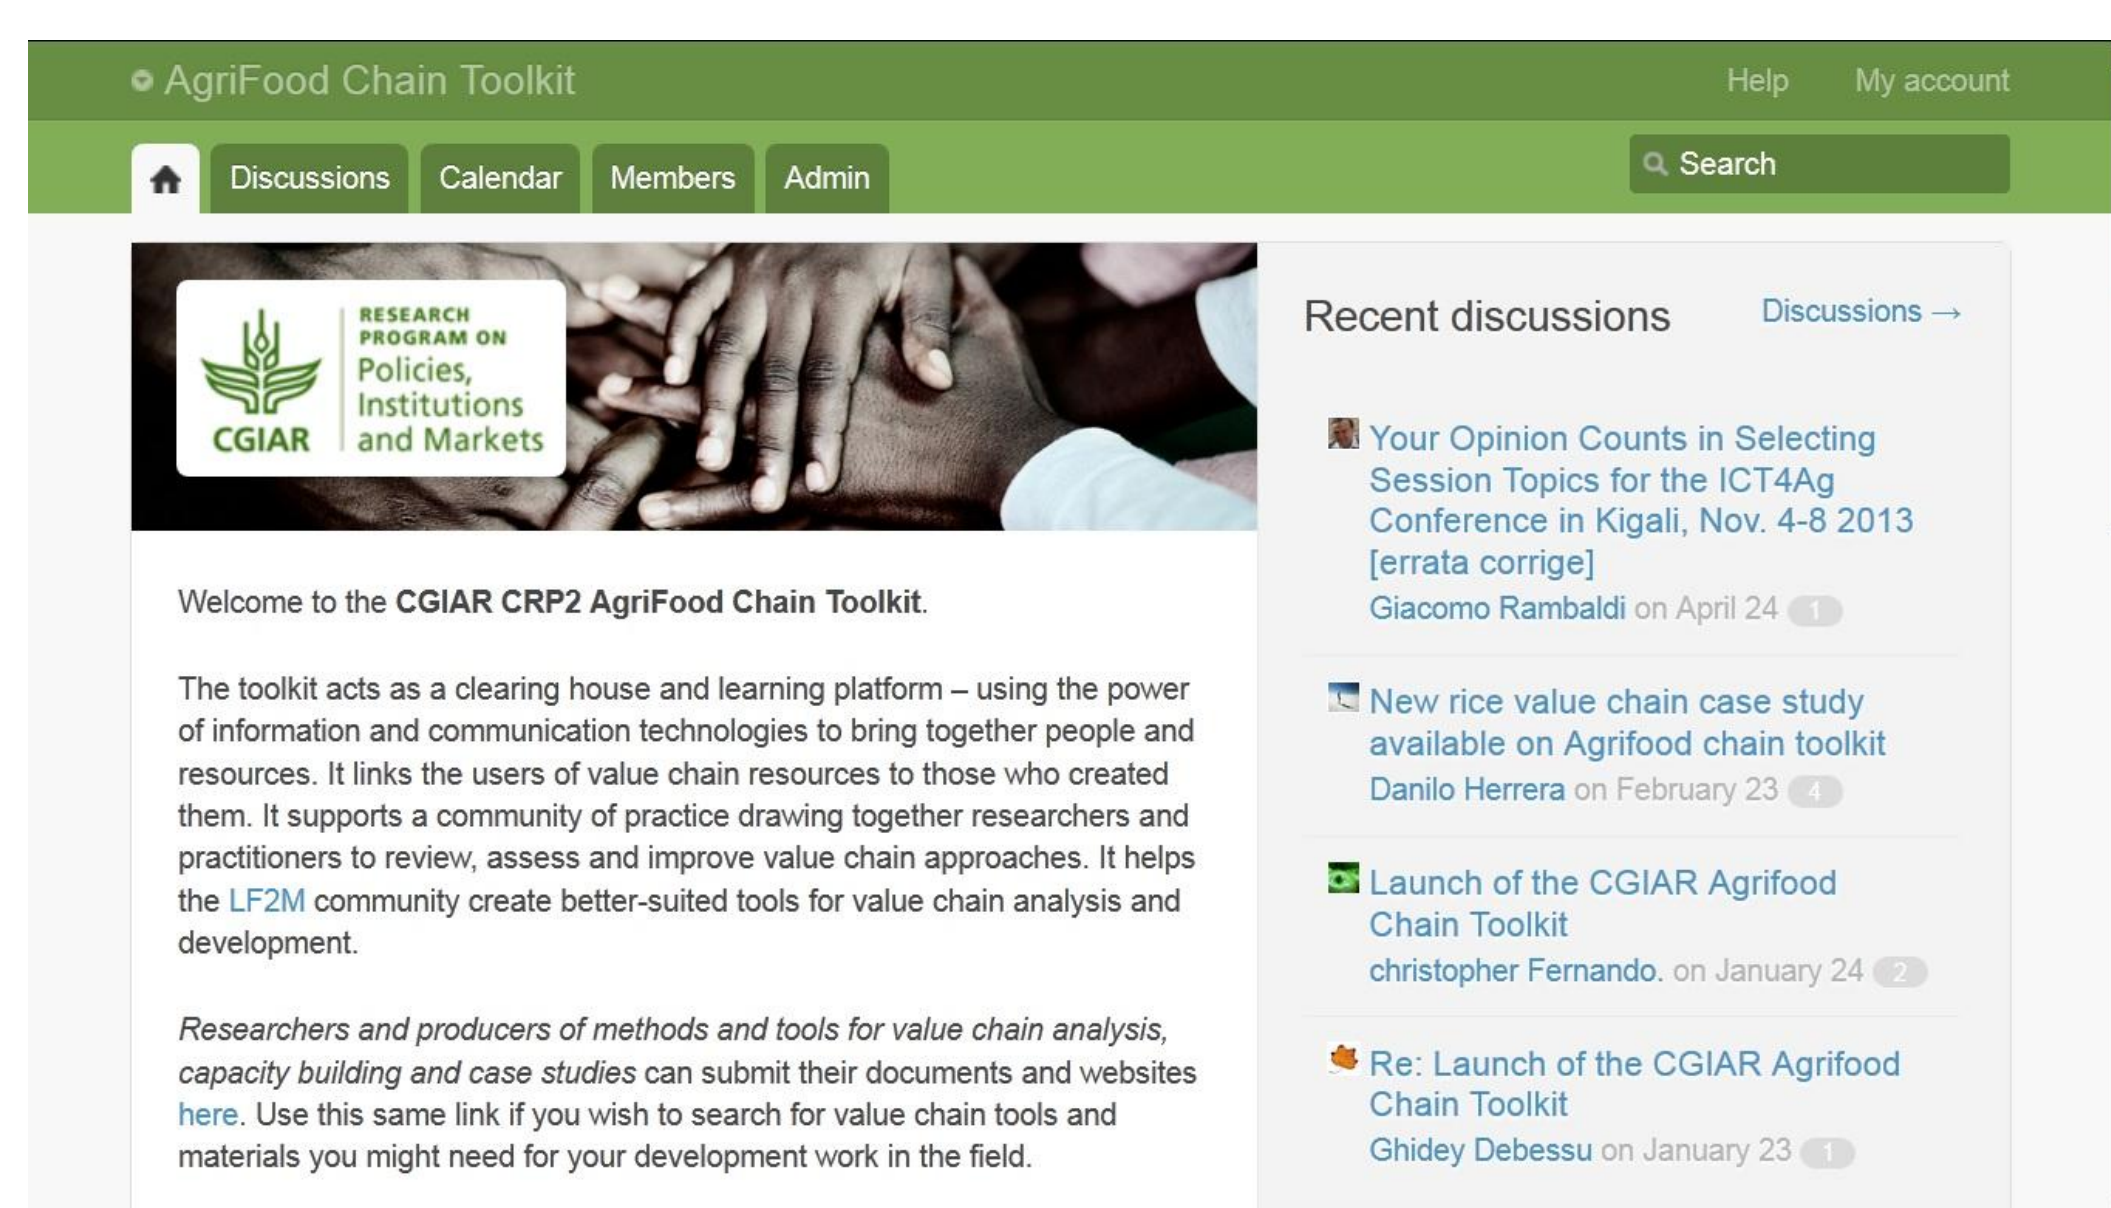 AgriFood Chain Toolkit
Help
My account
Discussions
Calendar
Members
Admin
Search
RESEARCH
PROGRAM ON
Policies,
Institutions
and Markets
CGIAR
Welcome to the CGIAR CRP2 AgriFood Chain Toolkit.
The toolkit acts as a clearing house and learning platform – using the power
of information and communication technologies to bring together people and
resources. It links the users of value chain resources to those who created
them. It supports a community of practice drawing together researchers and
practitioners to review, assess and improve value chain approaches. It helps
the LF2M community create better-suited tools for value chain analysis and
development.
Researchers and producers of methods and tools for value chain analysis,
capacity building and case studies can submit their documents and websites
here. Use this same link if you wish to search for value chain tools and
materials you might need for your development work in the field.
Recent discussions
Discussions →
Your Opinion Counts in Selecting
Session Topics for the ICT4Ag
Conference in Kigali, Nov. 4-8 2013
[errata corrige]
Giacomo Rambaldi on April 24 1
New rice value chain case study
available on Agrifood chain toolkit
Danilo Herrera on February 23 4
Launch of the CGIAR Agrifood
Chain Toolkit
christopher Fernando. on January 24 2
Re: Launch of the CGIAR Agrifood
Chain Toolkit
Ghidey Debessu on January 23 1